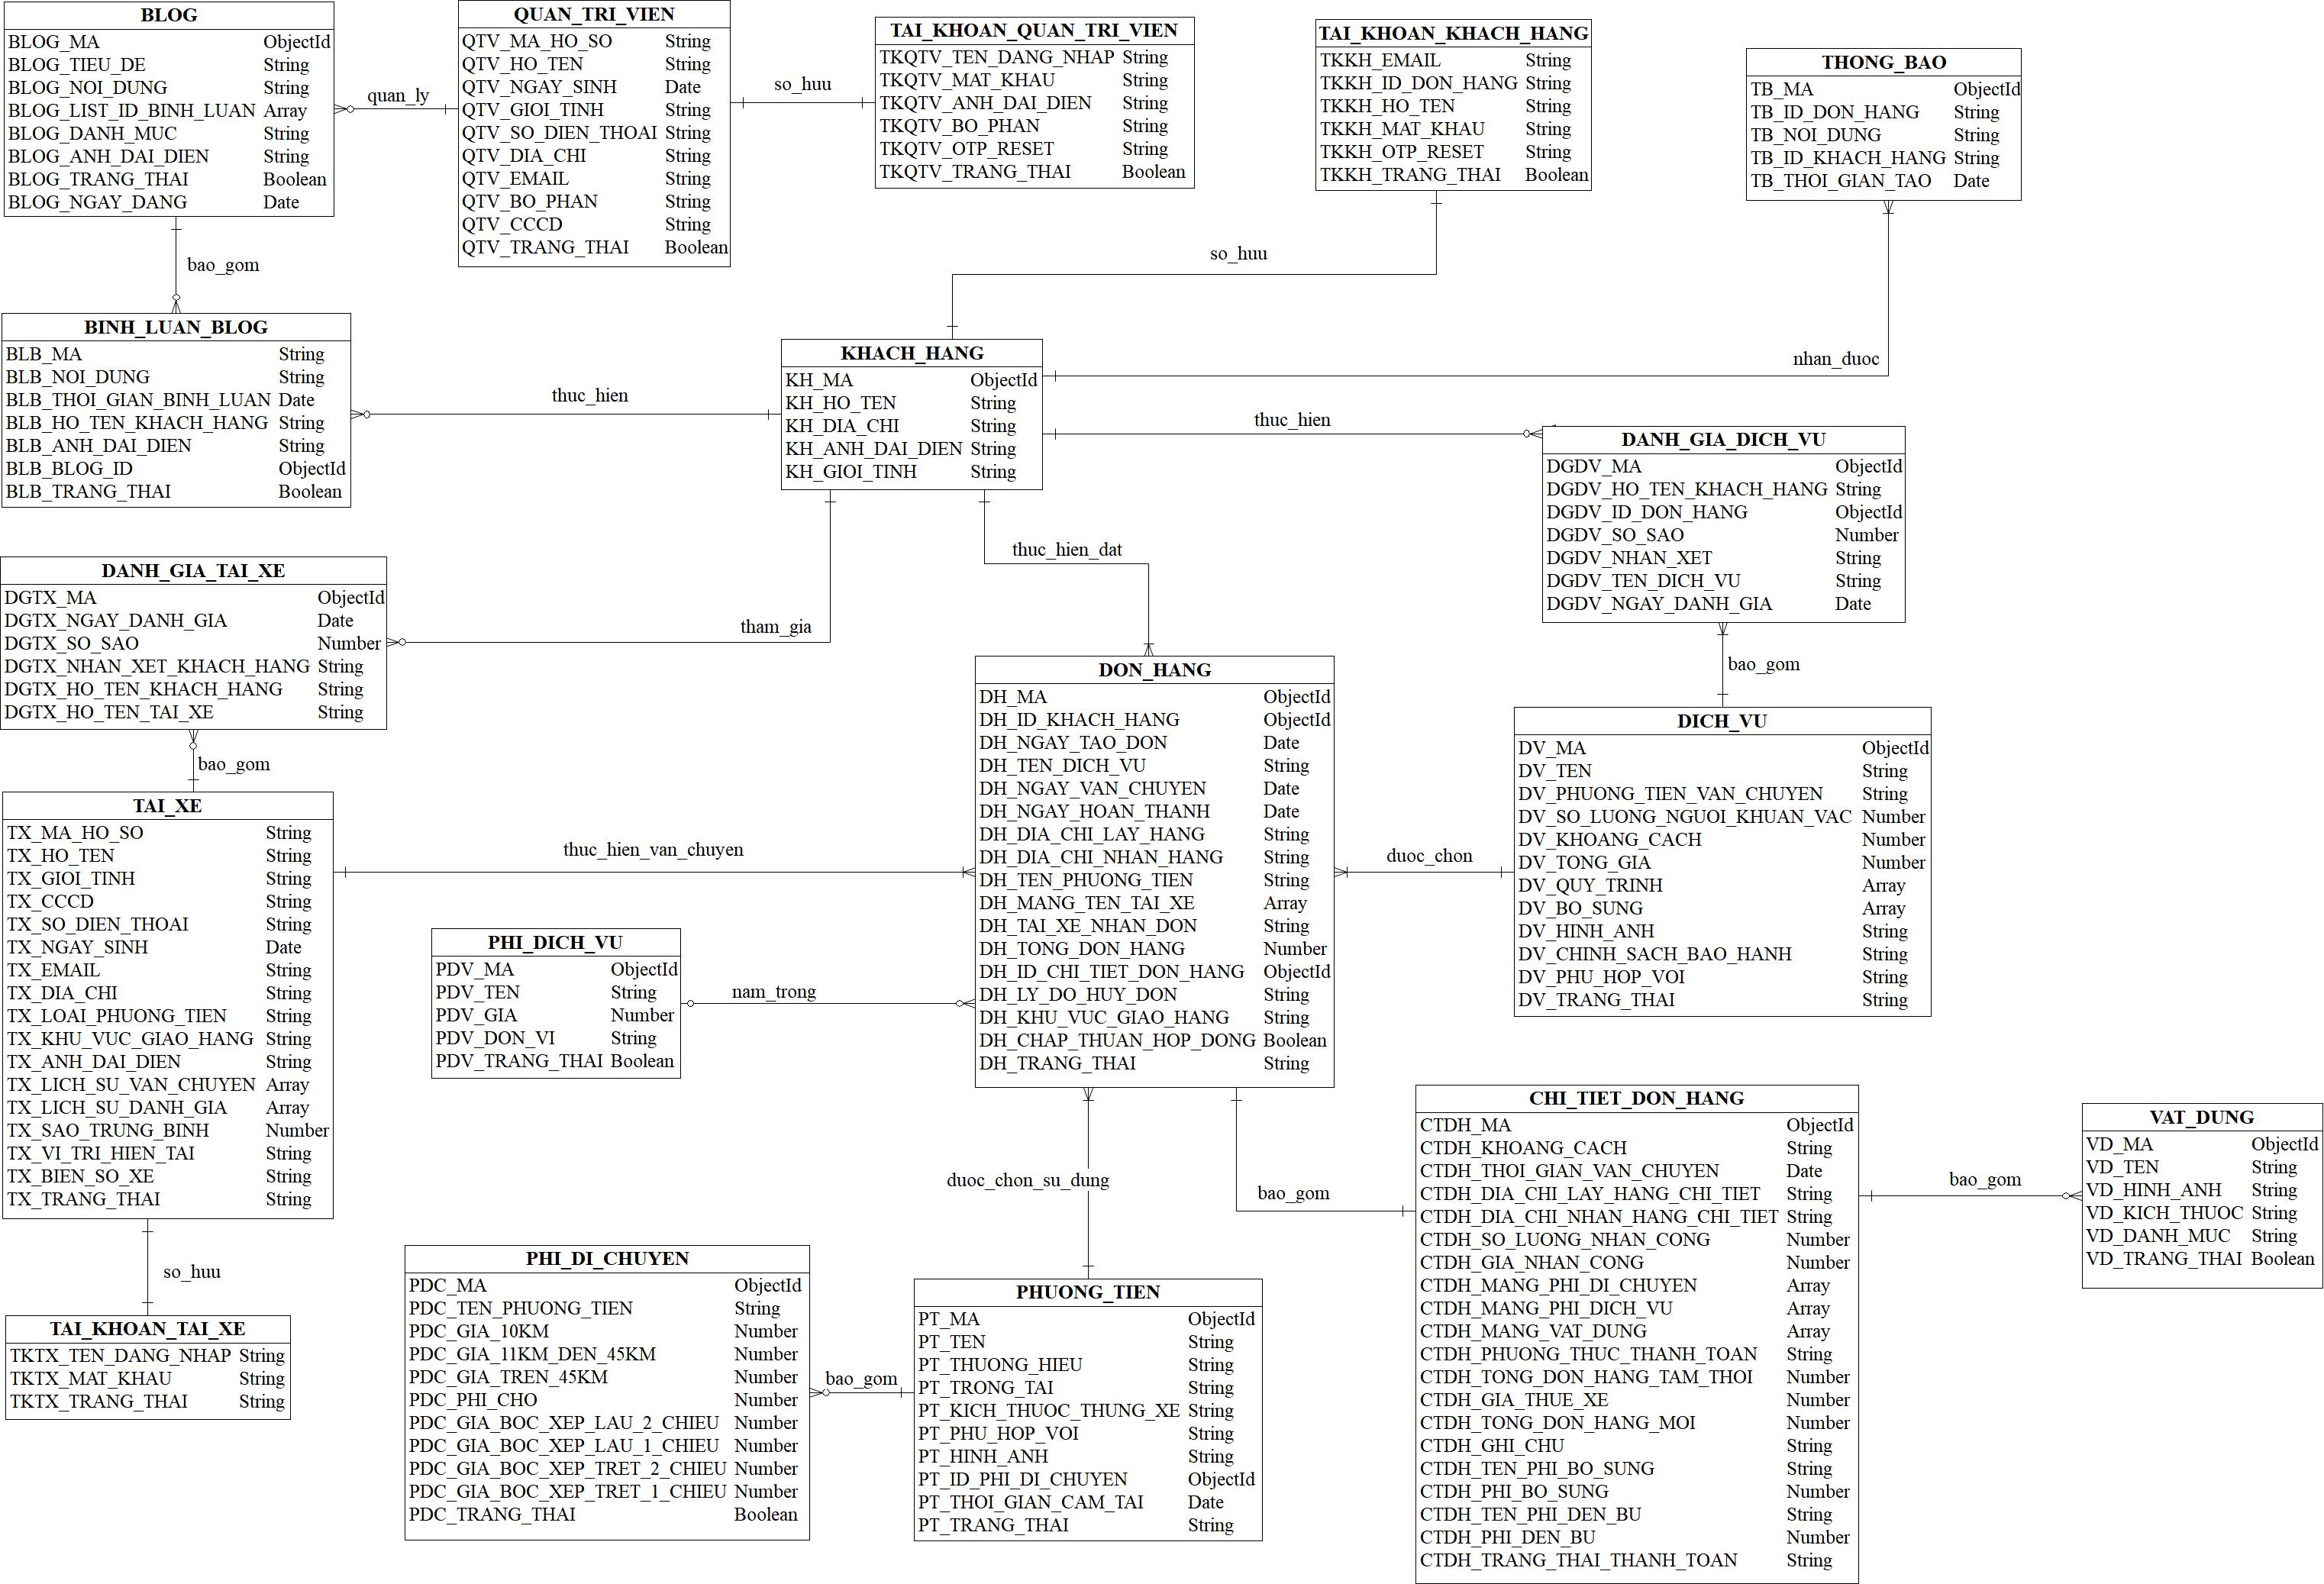 BLOG
BLOG_MA ObjectId
BLOG_TIEU_DE String
BLOG_NOI_DUNG String
BLOG_LIST_ID_BINH_LUAN Array
BLOG_DANH_MUC String
BLOG_ANH_DAI_DIEN String
BLOG_TRANG_THAI Boolean
BLOG_NGAY_DANG Date
quan_ly
QUAN_TRI_VIEN
QTV_MA_HO_SO String
QTV_HO_TEN String
QTV_NGAY_SINH Date
QTV_GIOI_TINH String
QTV_SO_DIEN_THOAI String
QTV_DIA_CHI String
QTV_EMAIL String
QTV_BO_PHAN String
QTV_CCCD String
QTV_TRANG_THAI Boolean
so_huu
TAI_KHOAN_QUAN_TRI_VIEN
TKQTV_TEN_DANG_NHAP String
TKQTV_MAT_KHAU String
TKQTV_ANH_DAI_DIEN String
TKQTV_BO_PHAN String
TKQTV_OTP_RESET String
TKQTV_TRANG_THAI Boolean
TAI_KHOAN_KHACH_HANG
TKKH_EMAIL String
TKKH_ID_DON_HANG String
TKKH_HO_TEN String
TKKH_MAT_KHAU String
TKKH_OTP_RESET String
TKKH_TRANG_THAI Boolean
THONG_BAO
TB_MA ObjectId
TB_ID_DON_HANG String
TB_NOI_DUNG String
TB_ID_KHACH_HANG String
TB_THOI_GIAN_TAO Date
bao_gom
so_huu
nhan_duoc
BINH_LUAN_BLOG
BLB_MA String
BLB_NOI_DUNG String
BLB_THOI_GIAN_BINH_LUAN Date
BLB_HO_TEN_KHACH_HANG String
BLB_ANH_DAI_DIEN String
BLB_BLOG_ID ObjectId
BLB_TRANG_THAI Boolean
thuc_hien
KHACH_HANG
KH_MA ObjectId
KH_HO_TEN String
KH_DIA_CHI String
KH_ANH_DAI_DIEN String
KH_GIOI_TINH String
thuc_hien
DANH_GIA_DICH_VU
DGDV_MA ObjectId
DGDV_HO_TEN_KHACH_HANG String
DGDV_ID_DON_HANG ObjectId
DGDV_SO_SAO Number
DGDV_NHAN_XET String
DGDV_TEN_DICH_VU String
DGDV_NGAY_DANH_GIA Date
thuc_hien_dat
tham_gia
bao_gom
DANH_GIA_TAI_XE
DGTX_MA ObjectId
DGTX_NGAY_DANH_GIA Date
DGTX_SO_SAO Number
DGTX_NHAN_XET_KHACH_HANG String
DGTX_HO_TEN_KHACH_HANG String
DGTX_HO_TEN_TAI_XE String
bao_gom
TAI_XE
TX_MA_HO_SO String
TX_HO_TEN String
TX_GIOI_TINH String
TX_CCCD String
TX_SO_DIEN_THOAI String
TX_NGAY_SINH Date
TX_EMAIL String
TX_DIA_CHI String
TX_LOAI_PHUONG_TIEN String
TX_KHU_VUC_GIAO_HANG String
TX_ANH_DAI_DIEN String
TX_LICH_SU_VAN_CHUYEN Array
TX_LICH_SU_DANH_GIA Array
TX_SAO_TRUNG_BINH Number
TX_VI_TRI_HIEN_TAI String
TX_BIEN_SO_XE String
TX_TRANG_THAI String
thuc_hien_van_chuyen
DON_HANG
DH_MA ObjectId
DH_ID_KHACH_HANG ObjectId
DH_NGAY_TAO_DON Date
DH_TEN_DICH_VU String
DH_NGAY_VAN_CHUYEN Date
DH_NGAY_HOAN_THANH Date
DH_DIA_CHI_LAY_HANG String
DH_DIA_CHI_NHAN_HANG String
DH_TEN_PHUONG_TIEN String
DH_MANG_TEN_TAI_XE Array
DH_TAI_XE_NHAN_DON String
DH_TONG_DON_HANG Number
DH_ID_CHI_TIET_DON_HANG ObjectId
DH_LY_DO_HUY_DON String
DH_KHU_VUC_GIAO_HANG String
DH_CHAP_THUAN_HOP_DONG Boolean
DH_TRANG_THAI String
duoc_chon
DICH_VU
DV_MA ObjectId
DV_TEN String
DV_PHUONG_TIEN_VAN_CHUYEN String
DV_SO_LUONG_NGUOI_KHUAN_VAC Number
DV_KHOANG_CACH Number
DV_TONG_GIA Number
DV_QUY_TRINH Array
DV_BO_SUNG Array
DV_HINH_ANH String
DV_CHINH_SACH_BAO_HANH String
DV_PHU_HOP_VOI String
DV_TRANG_THAI String
PHI_DICH_VU
PDV_MA ObjectId
PDV_TEN String
PDV_GIA Number
PDV_DON_VI String
PDV_TRANG_THAI Boolean
nam_trong
duoc_chon_su_dung
bao_gom
CHI_TIET_DON_HANG
CTDH_MA ObjectId
CTDH_KHOANG_CACH String
CTDH_THOI_GIAN_VAN_CHUYEN Date
CTDH_DIA_CHI_LAY_HANG_CHI_TIET String
CTDH_DIA_CHI_NHAN_HANG_CHI_TIET String
CTDH_SO_LUONG_NHAN_CONG Number
CTDH_GIA_NHAN_CONG Number
CTDH_MANG_PHI_DI_CHUYEN Array
CTDH_MANG_PHI_DICH_VU Array
CTDH_MANG_VAT_DUNG Array
CTDH_PHUONG_THUC_THANH_TOAN String
CTDH_TONG_DON_HANG_TAM_THOI Number
CTDH_GIA_THUE_XE Number
CTDH_TONG_DON_HANG_MOI Number
CTDH_GHI_CHU String
CTDH_TEN_PHI_BO_SUNG String
CTDH_PHI_BO_SUNG Number
CTDH_TEN_PHI_DEN_BU String
CTDH_PHI_DEN_BU Number
CTDH_TRANG_THAI_THANH_TOAN String
bao_gom
VAT_DUNG
VD_MA ObjectId
VD_TEN String
VD_HINH_ANH String
VD_KICH_THUOC String
VD_DANH_MUC String
VD_TRANG_THAI Boolean
so_huu
TAI_KHOAN_TAI_XE
TKTX_TEN_DANG_NHAP String
TKTX_MAT_KHAU String
TKTX_TRANG_THAI String
PHI_DI_CHUYEN
PDC_MA ObjectId
PDC_TEN_PHUONG_TIEN String
PDC_GIA_10KM Number
PDC_GIA_11KM_DEN_45KM Number
PDC_GIA_TREN_45KM Number
PDC_PHI_CHO Number
PDC_GIA_BOC_XEP_LAU_2_CHIEU Number
PDC_GIA_BOC_XEP_LAU_1_CHIEU Number
PDC_GIA_BOC_XEP_TRET_2_CHIEU Number
PDC_GIA_BOC_XEP_TRET_1_CHIEU Number
PDC_TRANG_THAI Boolean
bao_gom
PHUONG_TIEN
PT_MA ObjectId
PT_TEN String
PT_THUONG_HIEU String
PT_TRONG_TAI String
PT_KICH_THUOC_THUNG_XE String
PT_PHU_HOP_VOI String
PT_HINH_ANH String
PT_ID_PHI_DI_CHUYEN ObjectId
PT_THOI_GIAN_CAM_TAI Date
PT_TRANG_THAI String